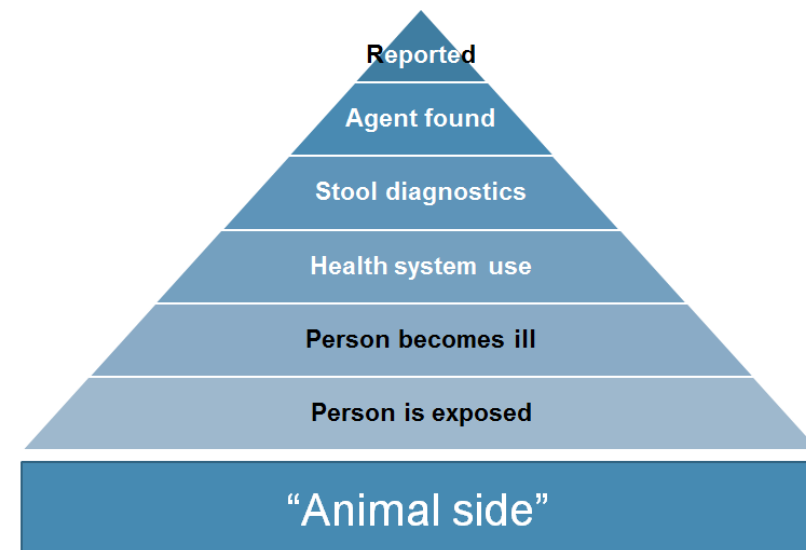 Reported
Agent found
Stool diagnostics
Health system use
Person becomes ill
Person is exposed
“Animal side”